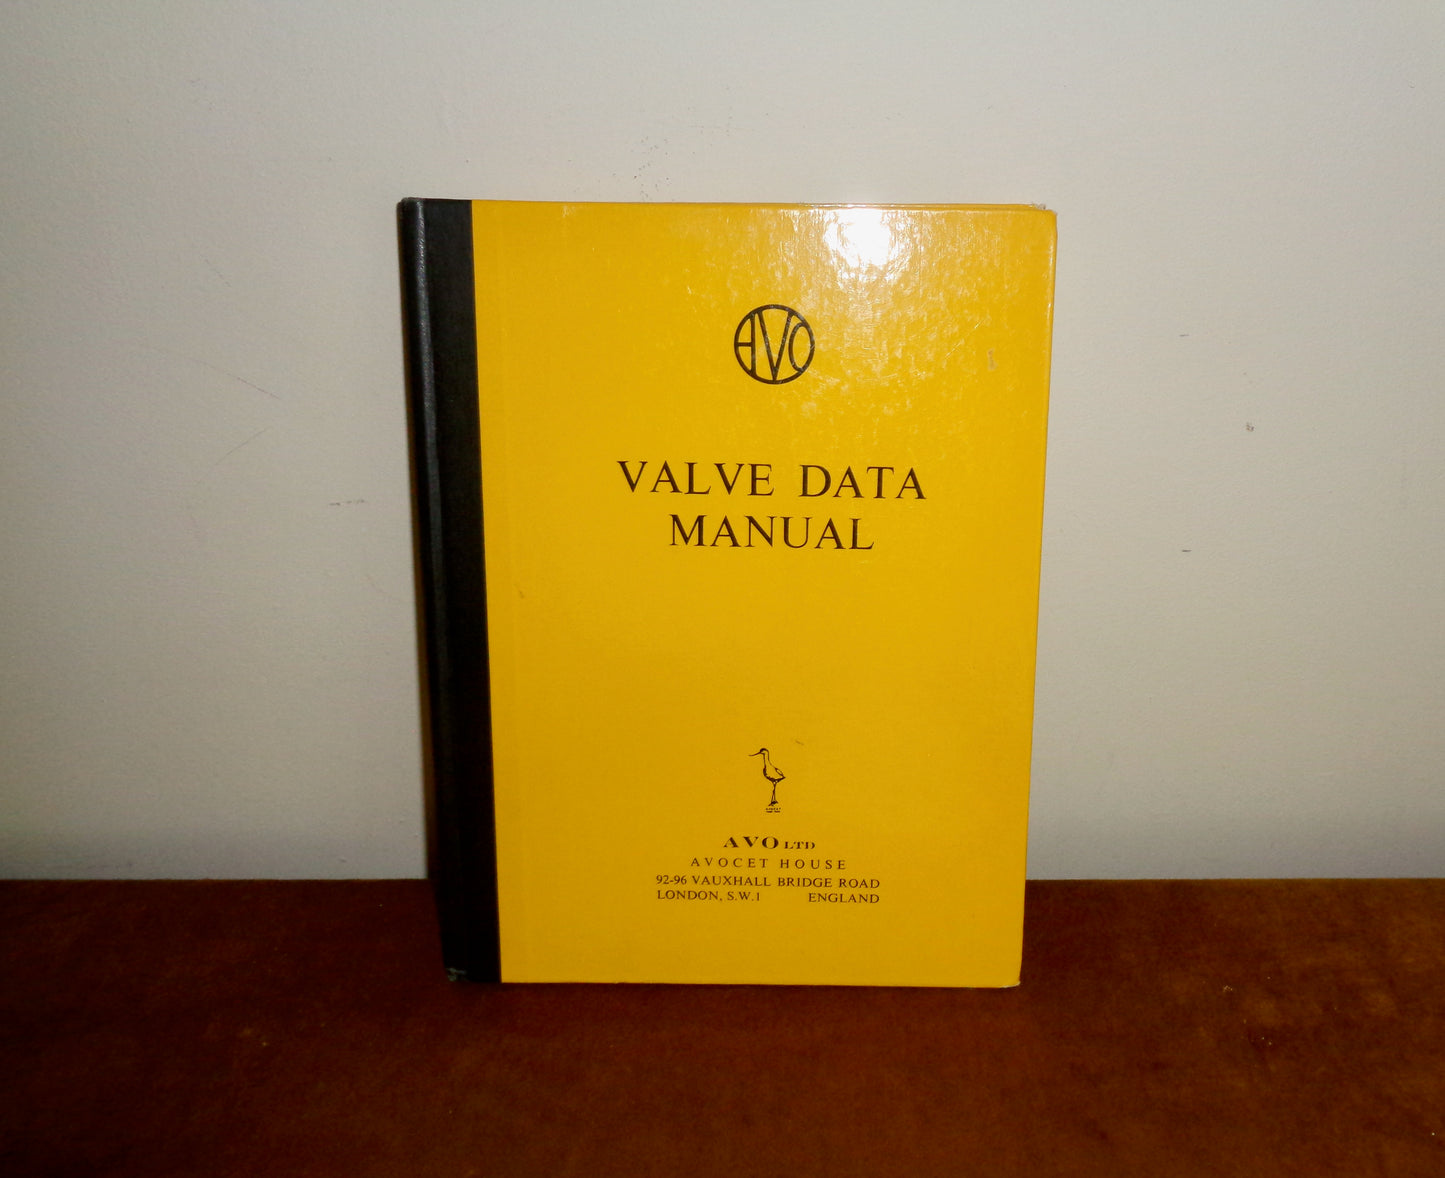 AVO
VALVE DATA
MANUAL
AVO LTD
AVOCET HOUSE
92-96 VAUXHALL BRIDGE ROAD
LONDON, S.W.1 ENGLAND